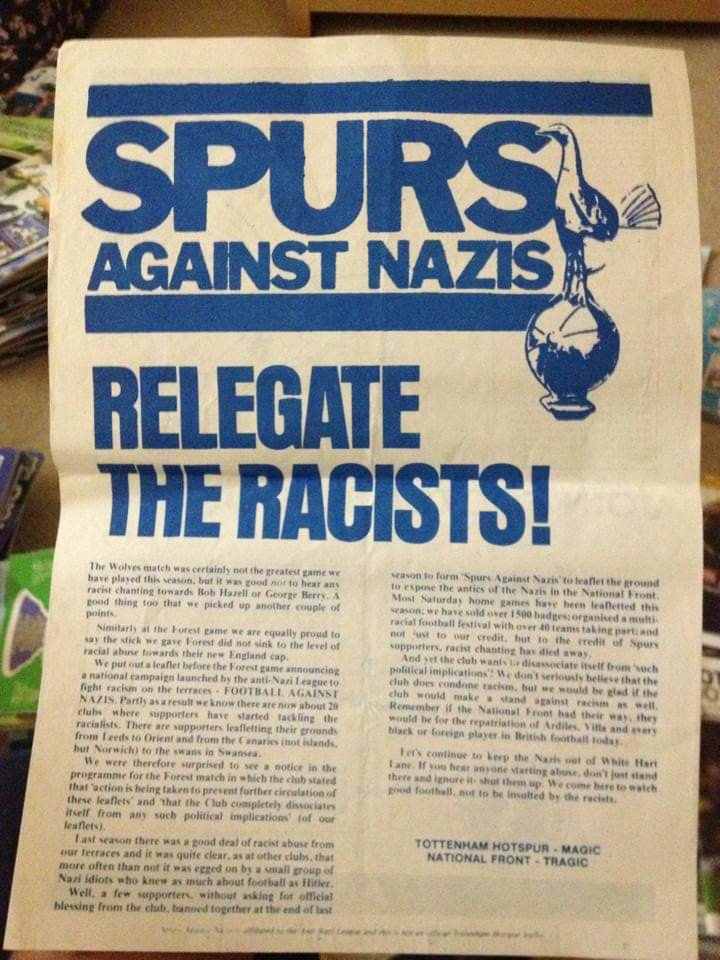 SPURS
AGAINST NAZIS
RELEGATE
THE RACISTS!
The Wolves match was certainly not the greatest game we
have played this season, but it was good nor to hear any
racist chanting towards Bob Hazell or George Berry. A
good thing too that we picked up another couple of
points.
Similarly at the Forest game we are equally proud to
say the stick we gave Forest did not sink to the level of
racial abuse towards their new England cap.
We put out a leaflet before the Forest game announcing
a national campaign launched by the anti-Nazi League to
fight racism on the terraces - FOOTBALL AGAINST
NAZIS. Partly as a result we know there are now about 20
clubs where supporters have started tackling the
racialists. There are supporters leafletting their grounds
from Leeds to Orient and from the Canaries (not islands,
but Norwich) to the swans in Swansea.
We were therefore surprised to see a notice in the
programme for the Forest match in which the club stated
that 'action is being taken to prevent further circulation of
these leaflets' and 'that the Club completely dissociates
itself from any such political implications' (of our
leaflets).
Last season there was a good deal of racist abuse from
our terraces and it was quite clear, as at other clubs, that
more often than not it was egged on by a small group of
Nazi idiots who knew as much about football as Hitler.
Well, a few supporters, without asking for official
blessing from the club, banned together at the end of last
season to form 'Spurs Against Nazis' to leaflet the ground
to expose the antics of the Nazis in the National Front.
Most Saturday home games have been leafletted this
season; we have sold over 1500 badges; organised a multi-
racial football festival with over 40 teams taking part; and
not just to our credit, but to the credit of Spurs
supporters, racist chanting has died away.
And yet the club wants to disassociate itself from 'such
political implications'! We don't seriously believe that the
club does condone racism, but we would be glad if the
club would make a stand against racism as well.
Remember if the National Front had their way, they
would be for the repatriation of Ardiles, Villa and every
black or foreign player in British football today.
Let's continue to keep the Nazis out of White Hart
Lane. If you hear anyone starting abuse, don't just stand
there and ignore it- shut them up. We come here to watch
good football, not to be insulted by the racists.
TOTTENHAM HOTSPUR - MAGIC
NATIONAL FRONT - TRAGIC
affiliated to the Anti Nazi League and this is not an official Tottenham Hotspur leaflet